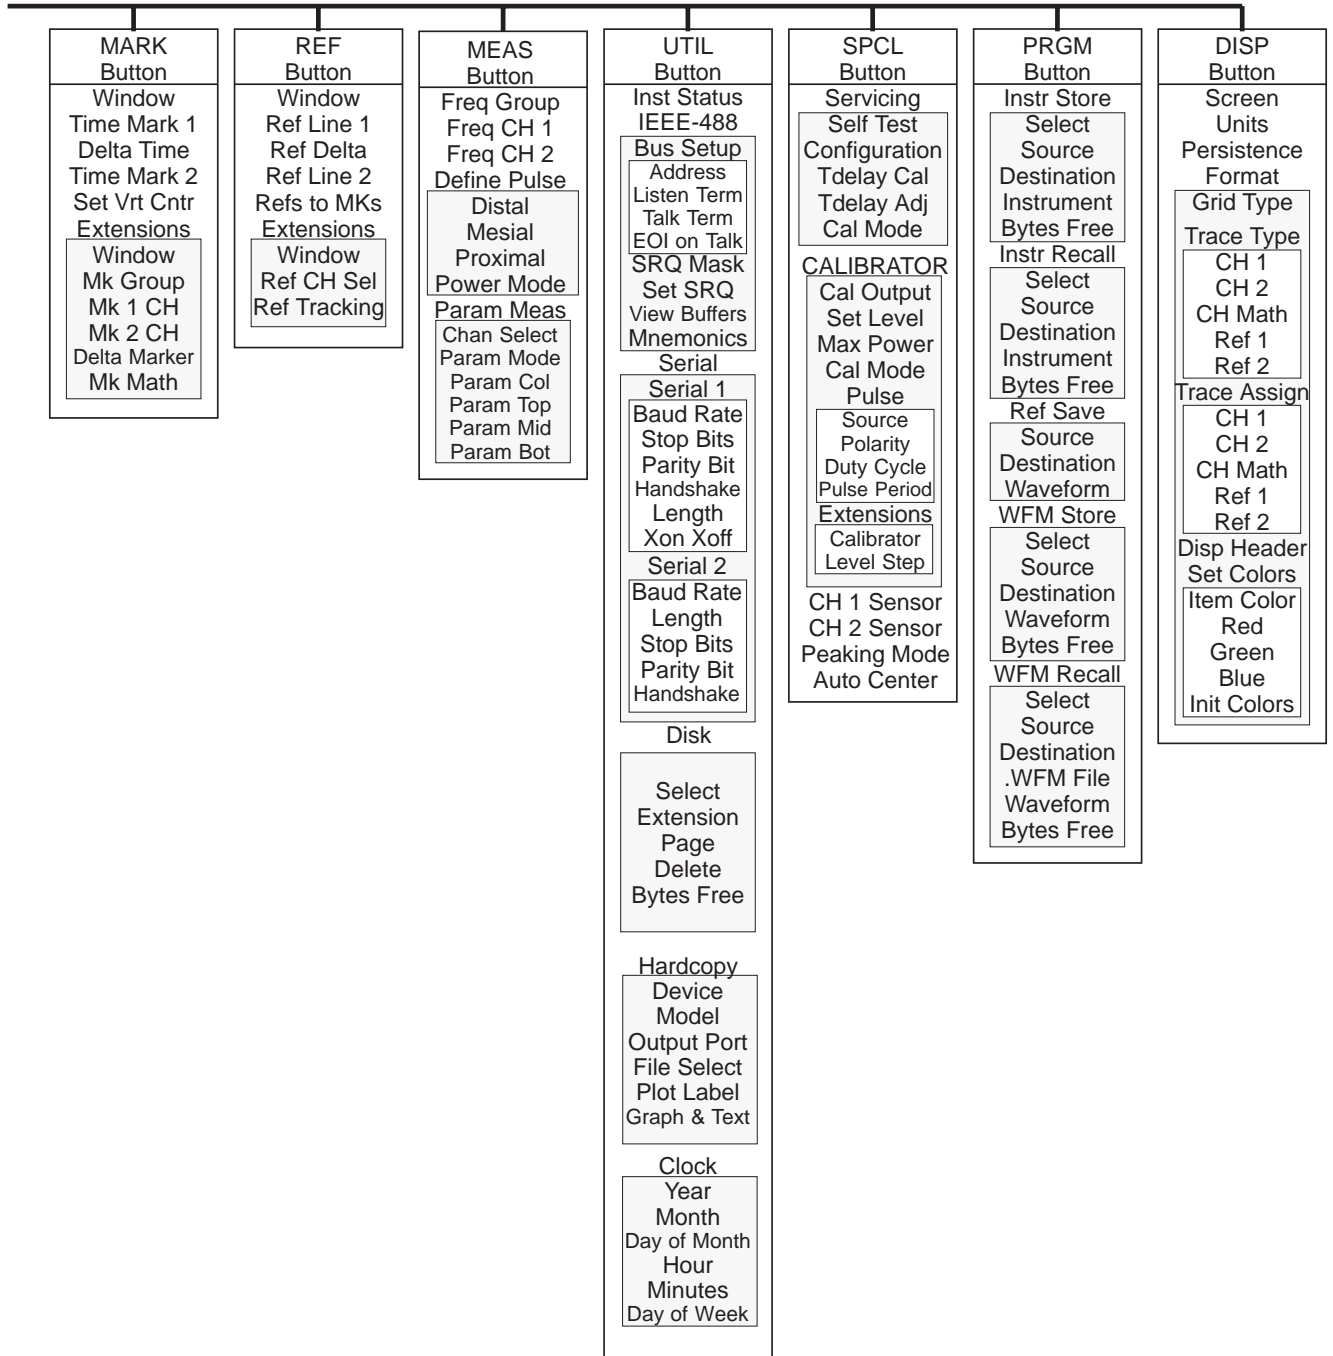 MARK
Button
Window
Time Mark 1
Delta Time
Time Mark 2
Set Vrt Cntr
Extensions
Window
Mk Group
Mk 1 CH
Mk 2 CH
Delta Marker
Mk Math
REF
Button
Window
Ref Line 1
Ref Delta
Ref Line 2
Refs to MKs
Extensions
Window
Ref CH Sel
Ref Tracking
MEAS
Button
Freq Group
Freq CH 1
Freq CH 2
Define Pulse
Distal
Mesial
Proximal
Power Mode
Param Meas
Chan Select
Param Mode
Param Col
Param Top
Param Mid
Param Bot
UTIL
Button
Inst Status
IEEE-488
Bus Setup
Address
Listen Term
Talk Term
EOI on Talk
SRQ Mask
Set SRQ
View Buffers
Mnemonics
Serial
Serial 1
Baud Rate
Stop Bits
Parity Bit
Handshake
Length
Xon Xoff
Serial 2
Baud Rate
Length
Stop Bits
Parity Bit
Handshake
Disk
Select
Extension
Page
Delete
Bytes Free
Hardcopy
Device
Model
Output Port
File Select
Plot Label
Graph & Text
Clock
Year
Month
Day of Month
Hour
Minutes
Day of Week
SPCL
Button
Servicing
Self Test
Configuration
Tdelay Cal
Tdelay Adj
Cal Mode
CALIBRATOR
Cal Output
Set Level
Max Power
Cal Mode
Pulse
Source
Polarity
Duty Cycle
Pulse Period
Extensions
Calibrator
Level Step
CH 1 Sensor
CH 2 Sensor
Peaking Mode
Auto Center
PRGM
Button
Instr Store
Select
Source
Destination
Instrument
Bytes Free
Instr Recall
Select
Source
Destination
Instrument
Bytes Free
Ref Save
Source
Destination
Waveform
WFM Store
Select
Source
Destination
Waveform
Bytes Free
WFM Recall
Select
Source
Destination
.WFM File
Waveform
Bytes Free
DISP
Button
Screen
Units
Persistence
Format
Grid Type
Trace Type
CH 1
CH 2
CH Math
Ref 1
Ref 2
Trace Assign
CH 1
CH 2
CH Math
Ref 1
Ref 2
Disp Header
Set Colors
Item Color
Red
Green
Blue
Init Colors